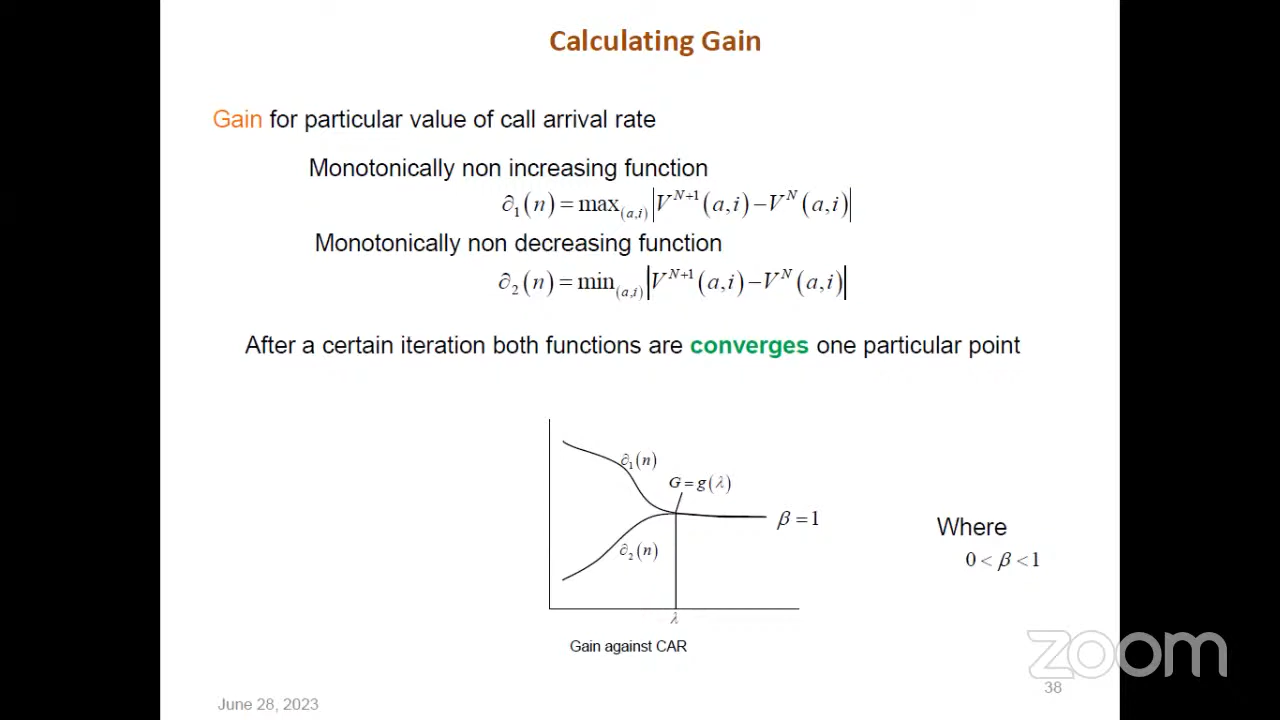 Calculating Gain
Gain for particular value of call arrival rate
Monotonically non increasing function
∂₁(n) = max₍ₐ,ᵢ₎ |V^{N+1}(a,i) − V^N(a,i)|
Monotonically non decreasing function
∂₂(n) = min₍ₐ,ᵢ₎ |V^{N+1}(a,i) − V^N(a,i)|
After a certain iteration both functions are converges one particular point
∂₁(n)
G = g(λ)
β = 1
∂₂(n)
λ
Gain against CAR
Where
0 < β < 1
zoom
38
June 28, 2023